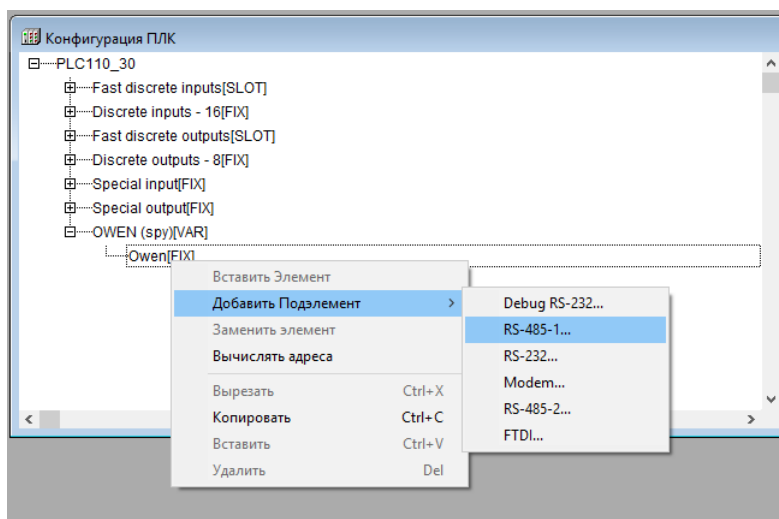 Конфигурация ПЛК
PLC110_30
Fast discrete inputs[SLOT]
Discrete inputs - 16[FIX]
Fast discrete outputs[SLOT]
Discrete outputs - 8[FIX]
Special input[FIX]
Special output[FIX]
OWEN (spy)[VAR]
Owen[FIX]
Вставить Элемент
Добавить Подэлемент
Заменить элемент
Вычислять адреса
Вырезать Ctrl+X
Копировать Ctrl+C
Вставить Ctrl+V
Удалить Del
Debug RS-232...
RS-485-1...
RS-232...
Modem...
RS-485-2...
FTDI...